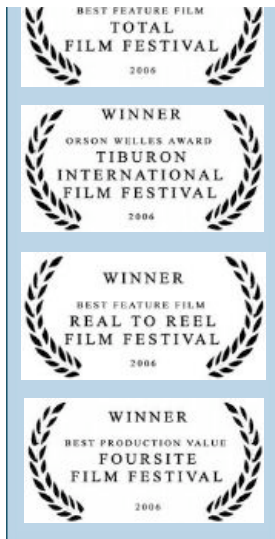 BEST FEATURE FILM
TOTAL
FILM FESTIVAL
2006
WINNER
ORSON WELLES AWARD
TIBURON
INTERNATIONAL
FILM FESTIVAL
2006
WINNER
BEST FEATURE FILM
REAL TO REEL
FILM FESTIVAL
2006
WINNER
BEST PRODUCTION VALUE
FOURSITE
FILM FESTIVAL
2006